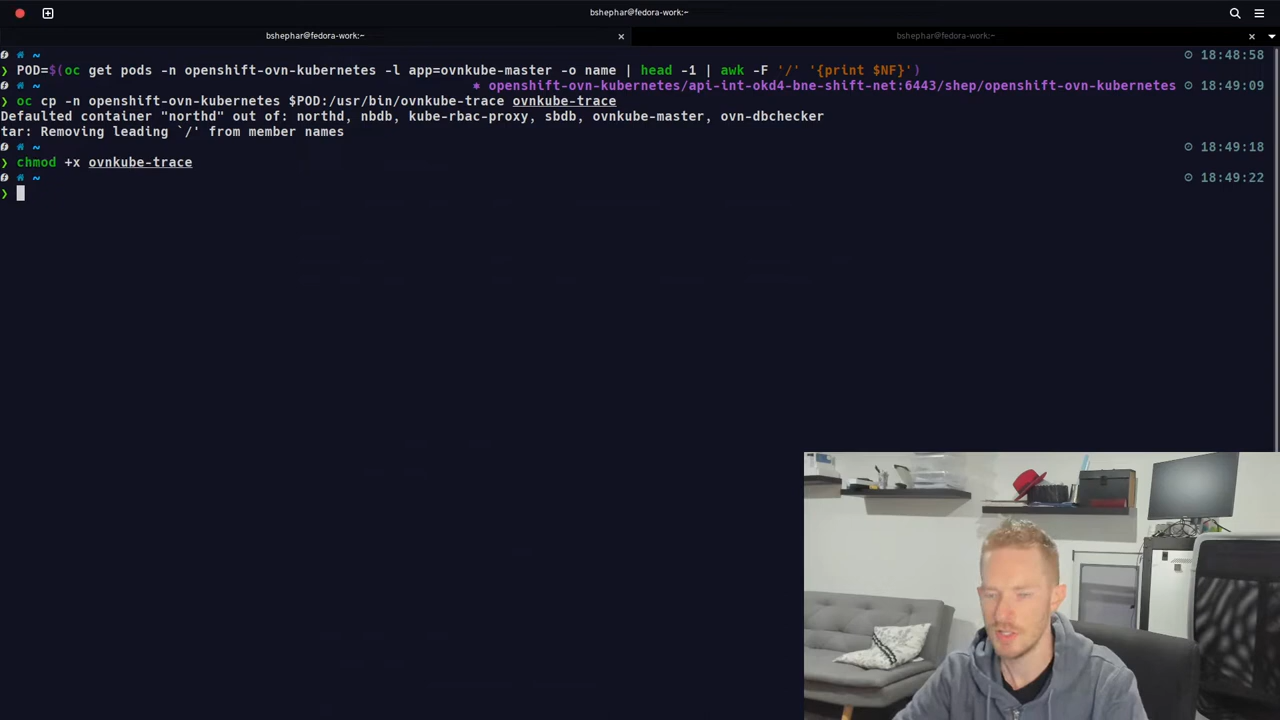 bshephar@fedora-work:~
bshephar@fedora-work:~
bshephar@fedora-work:~
~ 18:48:58
❯ POD=$(oc get pods -n openshift-ovn-kubernetes -l app=ovnkube-master -o name | head -1 | awk -F '/' '{print $NF}')
~ * openshift-ovn-kubernetes/api-int-okd4-bne-shift-net:6443/shep/openshift-ovn-kubernetes 18:49:09
❯ oc cp -n openshift-ovn-kubernetes $POD:/usr/bin/ovnkube-trace ovnkube-trace
Defaulted container "northd" out of: northd, nbdb, kube-rbac-proxy, sbdb, ovnkube-master, ovn-dbchecker
tar: Removing leading `/' from member names
~ 18:49:18
❯ chmod +x ovnkube-trace
~ 18:49:22
❯